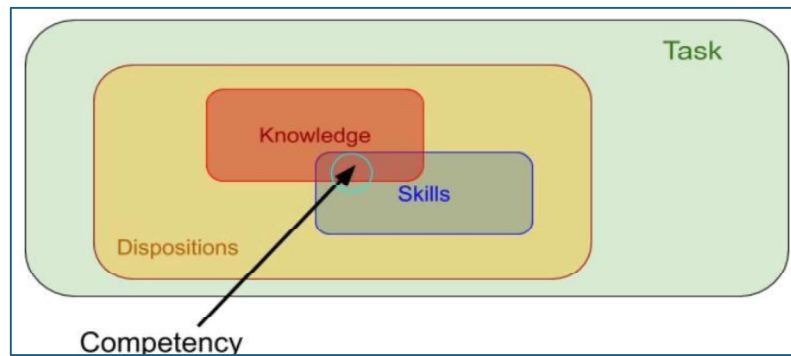 Task
Knowledge
Skills
Dispositions
Competency